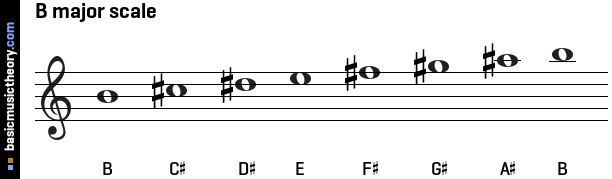 B major scale
basicmusictheory.com
B C♯ D♯ E F♯ G♯ A♯ B